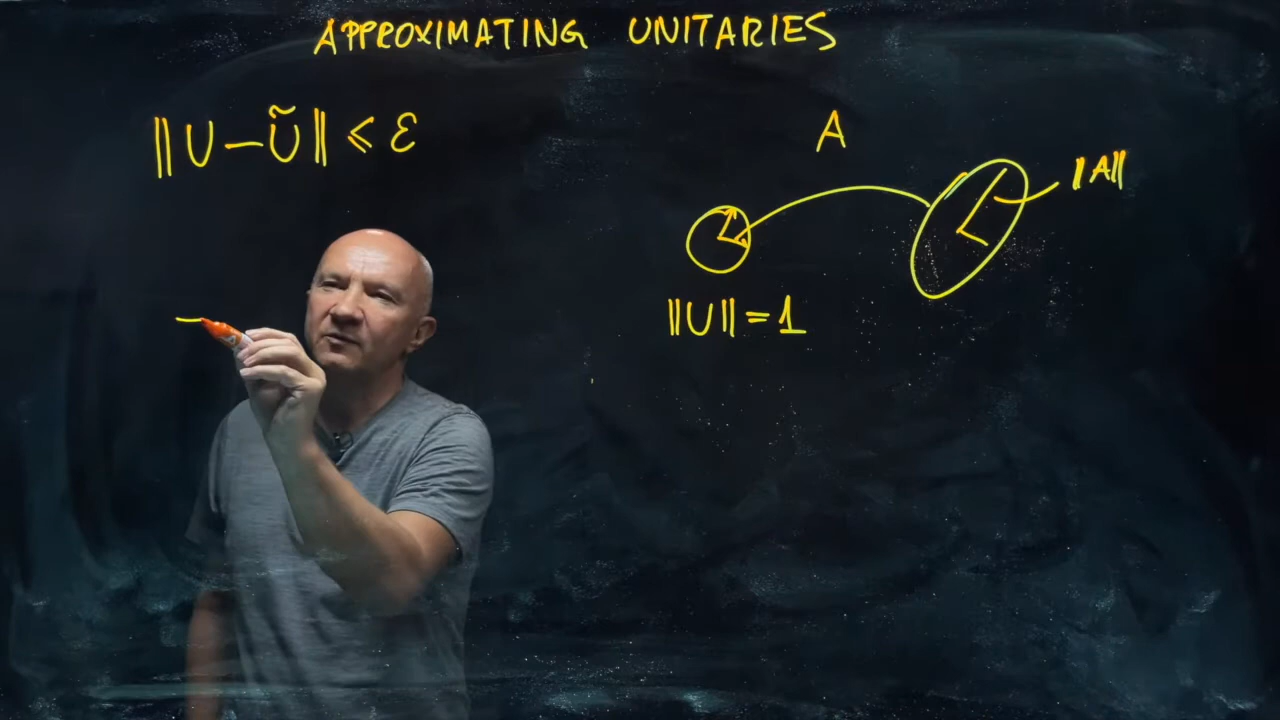 APPROXIMATING UNITARIES
‖U − Ũ‖ ⩽ ε
A
‖A‖
‖U‖ = 1